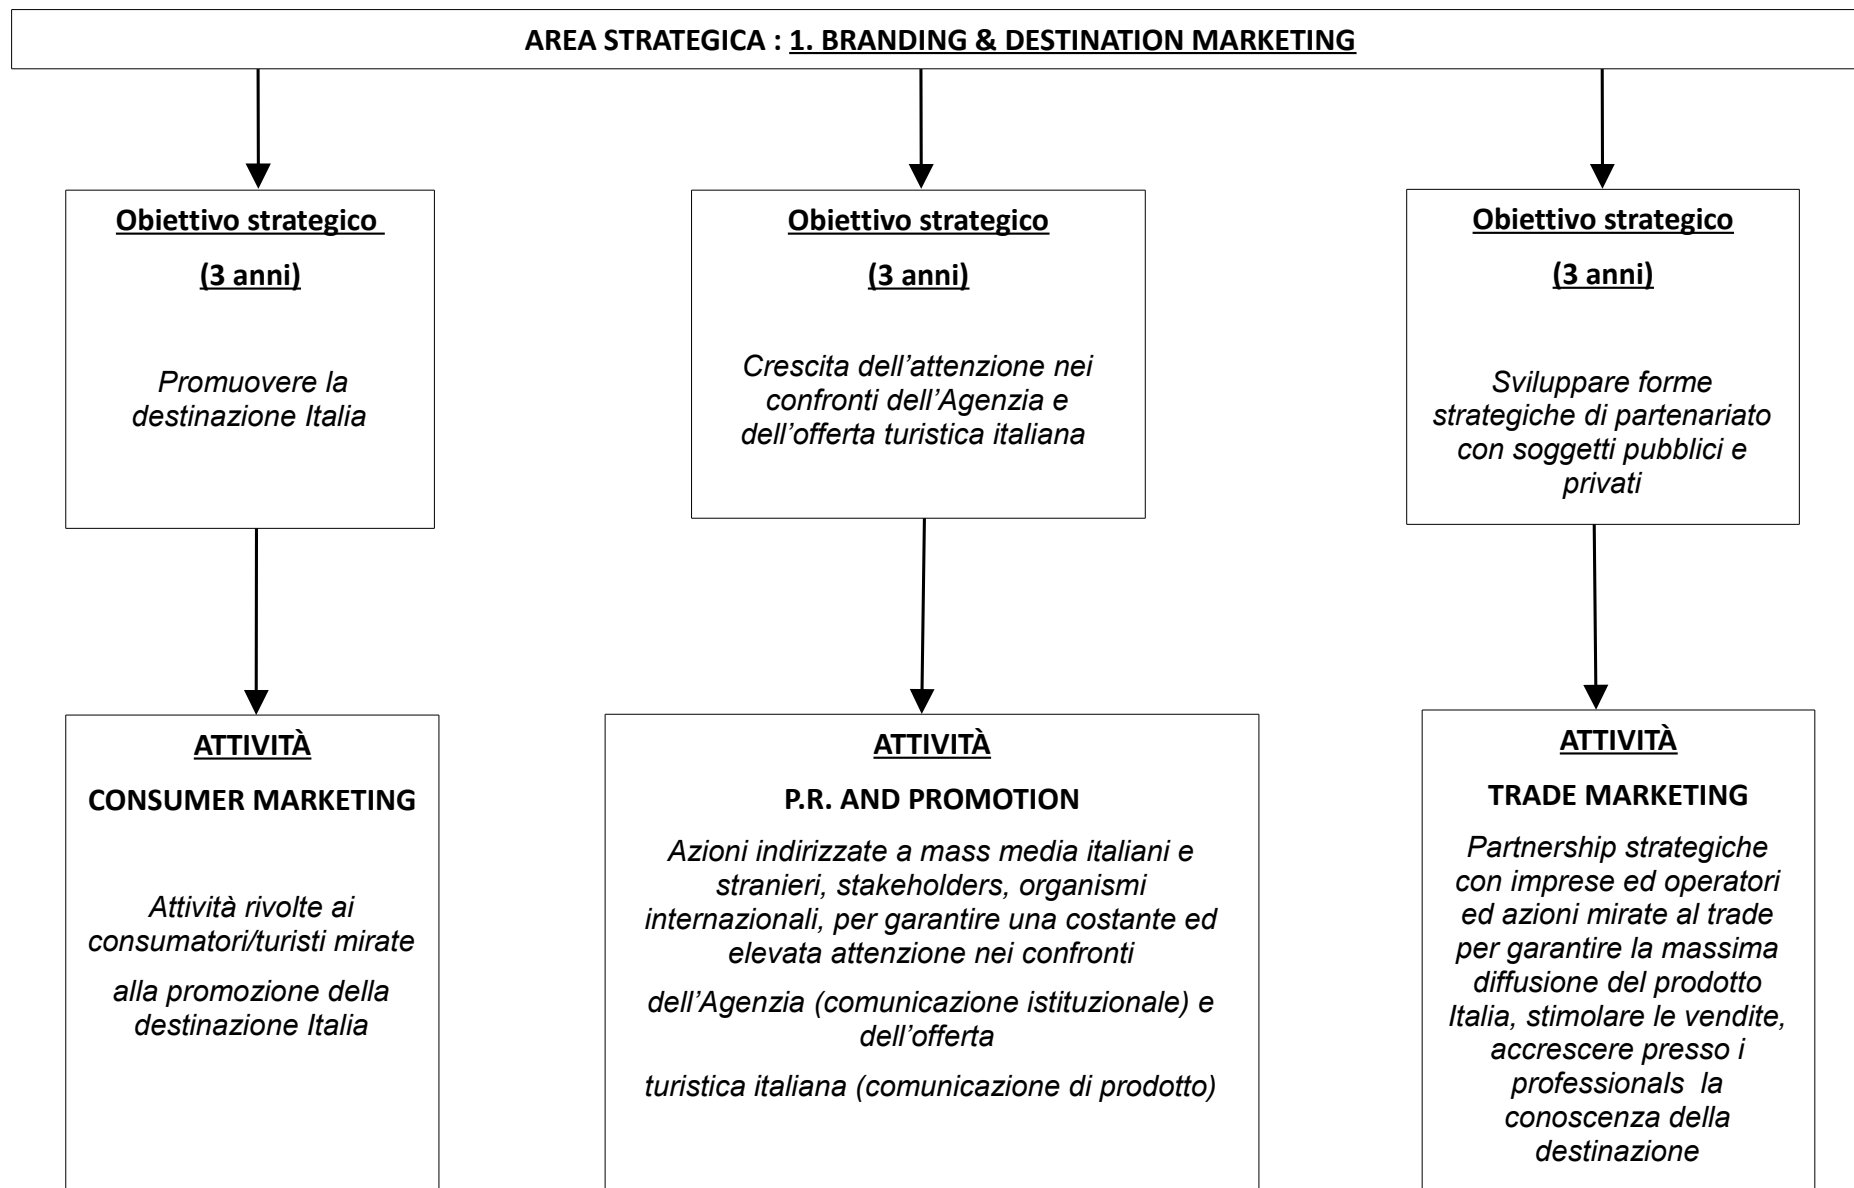 AREA STRATEGICA : 1. BRANDING & DESTINATION MARKETING
Obiettivo strategico
(3 anni)
Promuovere la
destinazione Italia
Obiettivo strategico
(3 anni)
Crescita dell’attenzione nei
confronti dell’Agenzia e
dell’offerta turistica italiana
Obiettivo strategico
(3 anni)
Sviluppare forme
strategiche di partenariato
con soggetti pubblici e
privati
ATTIVITÀ
CONSUMER MARKETING
Attività rivolte ai
consumatori/turisti mirate
alla promozione della
destinazione Italia
ATTIVITÀ
P.R. AND PROMOTION
Azioni indirizzate a mass media italiani e
stranieri, stakeholders, organismi
internazionali, per garantire una costante ed
elevata attenzione nei confronti
dell’Agenzia (comunicazione istituzionale) e
dell’offerta
turistica italiana (comunicazione di prodotto)
ATTIVITÀ
TRADE MARKETING
Partnership strategiche
con imprese ed operatori
ed azioni mirate al trade
per garantire la massima
diffusione del prodotto
Italia, stimolare le vendite,
accrescere presso i
professionals  la
conoscenza della
destinazione